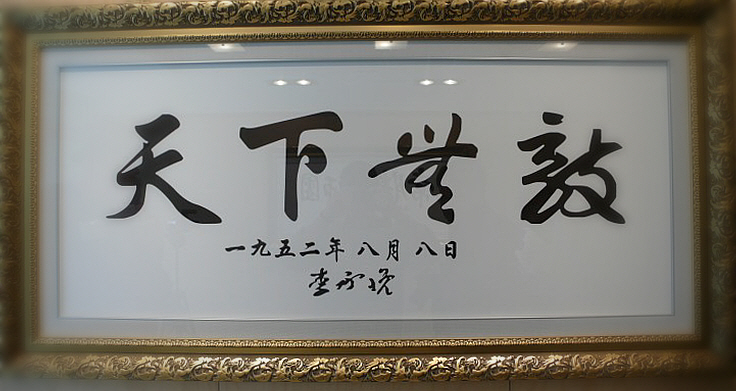 天下無敵
一九五二年 八月 八日
李承晩